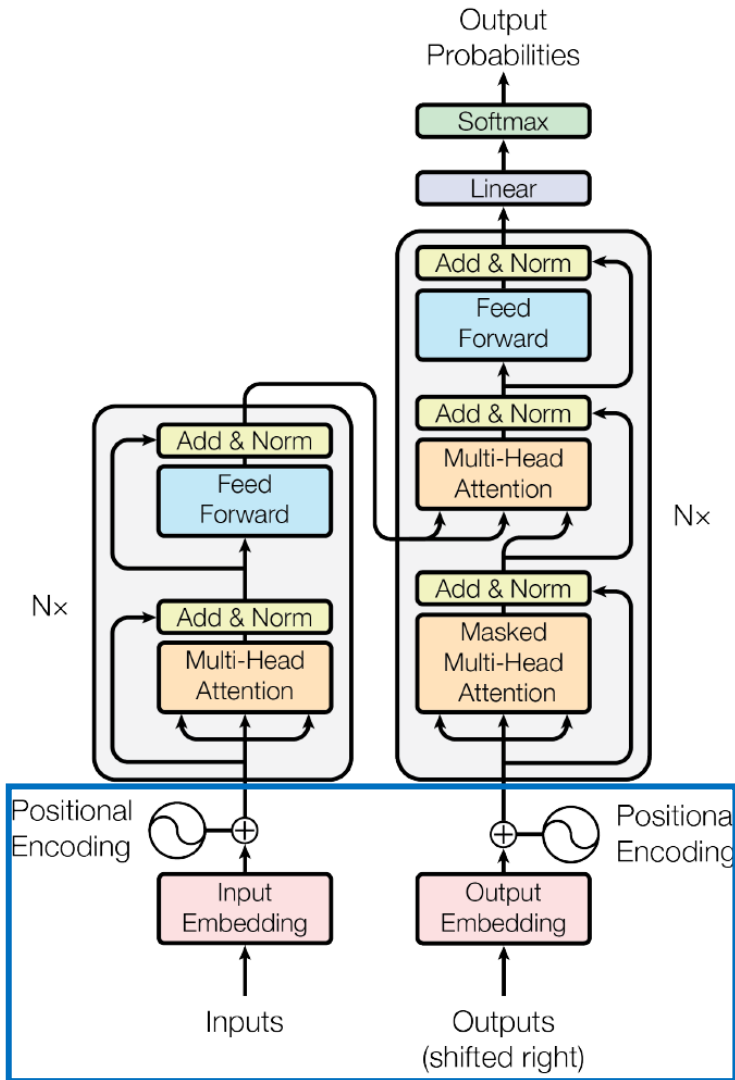 Output
Probabilities
Softmax
Linear
Add & Norm
Feed
Forward
Add & Norm
Multi-Head
Attention
Nx
Add & Norm
Masked
Multi-Head
Attention
Add & Norm
Feed
Forward
Nx
Add & Norm
Multi-Head
Attention
Positional
Encoding
Input
Embedding
Inputs
Positional
Encoding
Output
Embedding
Outputs
(shifted right)